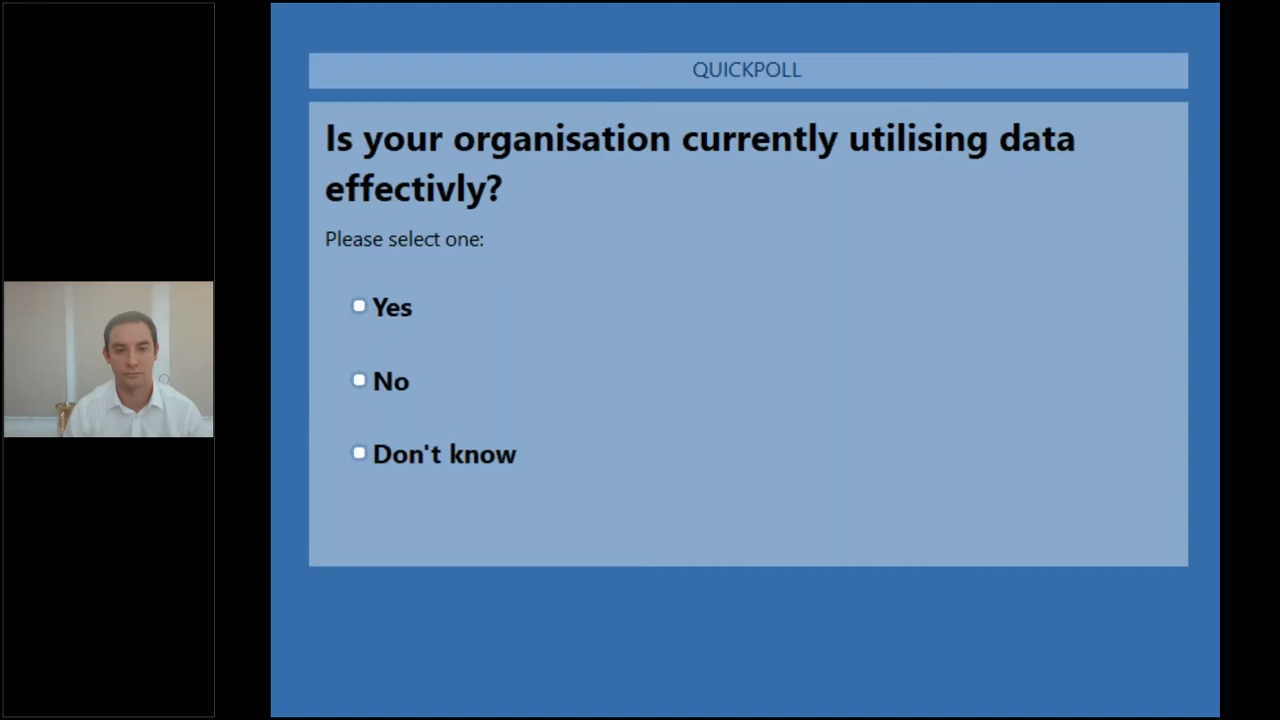 QUICKPOLL
Is your organisation currently utilising data
effectivly?
Please select one:
Yes
No
Don't know